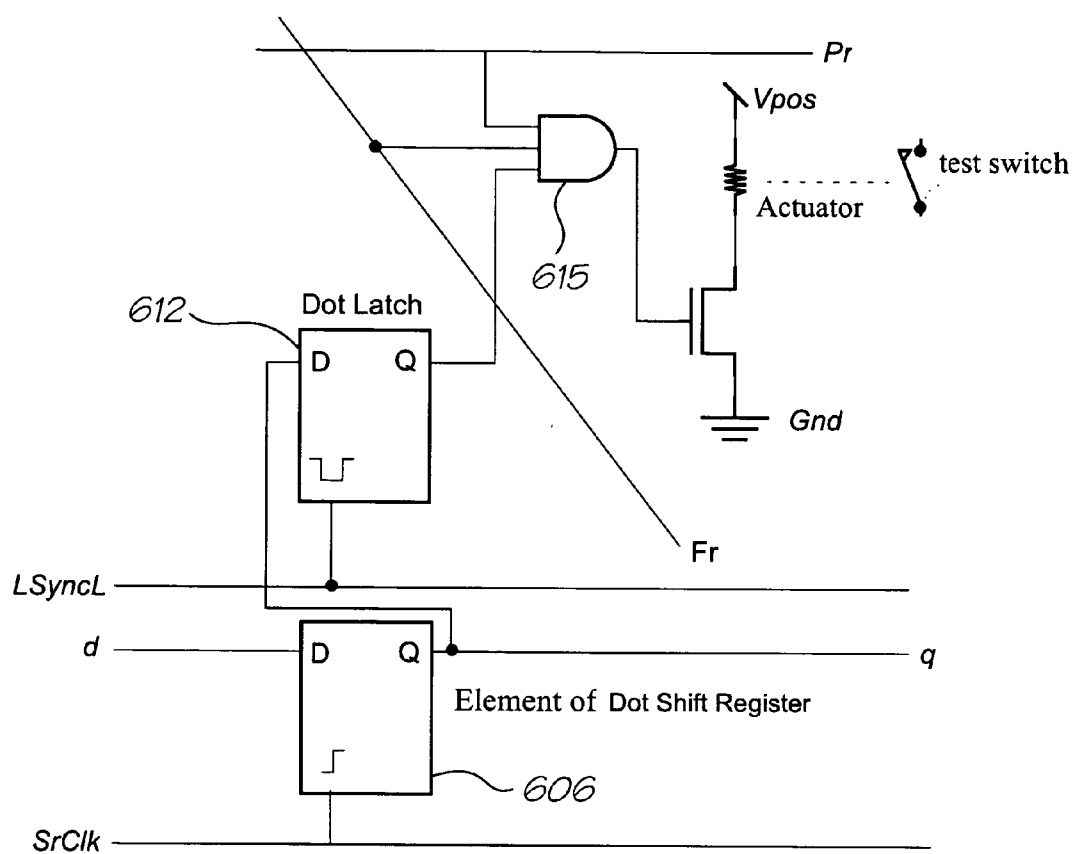 Pr
Vpos
test switch
Actuator
615
Dot Latch
612
D Q
Gnd
Fr
LSyncL
d
D Q
q
Element of Dot Shift Register
606
SrClk